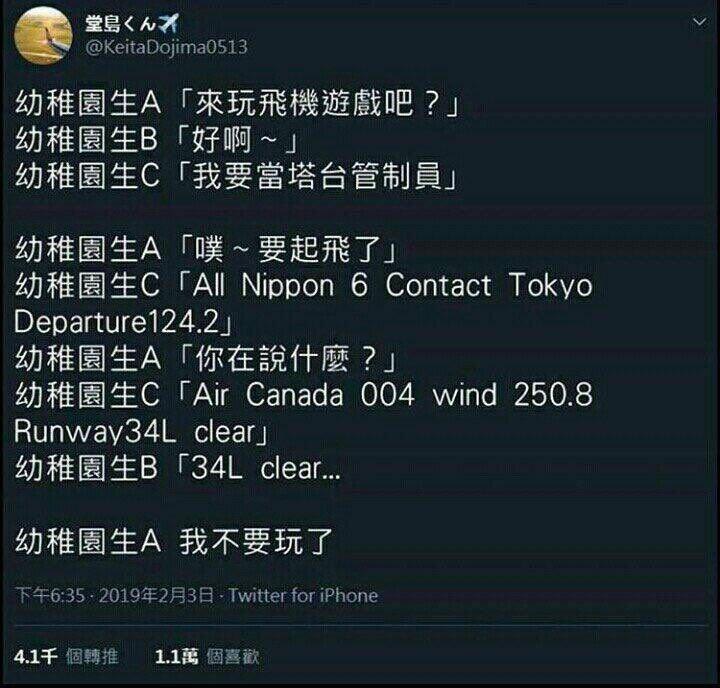 堂島くん✈
@KeitaDojima0513
幼稚園生A「來玩飛機遊戲吧？」
幼稚園生B「好啊～」
幼稚園生C「我要當塔台管制員」
幼稚園生A「噗～要起飛了」
幼稚園生C「All Nippon 6 Contact Tokyo
Departure124.2」
幼稚園生A「你在說什麼？」
幼稚園生C「Air Canada 004 wind 250.8
Runway34L clear」
幼稚園生B「34L clear...
幼稚園生A 我不要玩了
下午6:35 · 2019年2月3日 · Twitter for iPhone
4.1千 個轉推 1.1萬 個喜歡